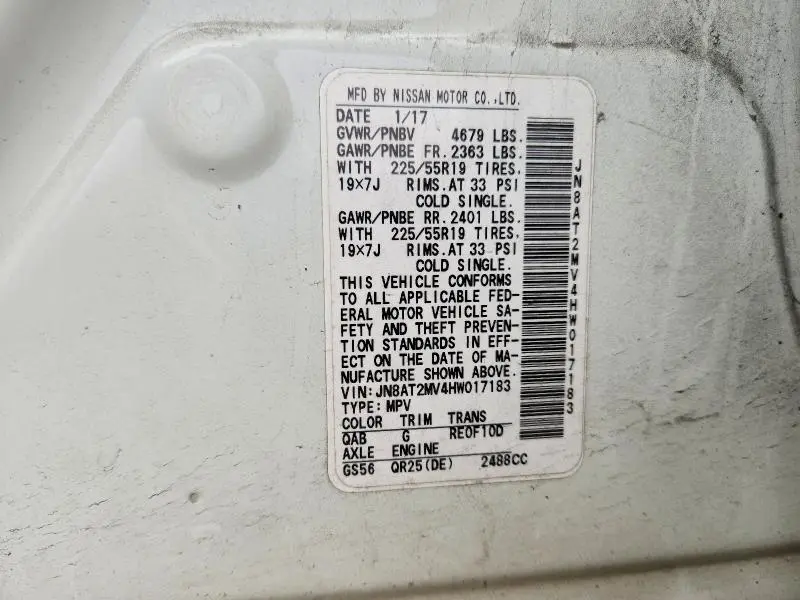 MFD BY NISSAN MOTOR CO.,LTD.
DATE 1/17
GVWR/PNBV 4679 LBS.
GAWR/PNBE FR. 2363 LBS.
WITH 225/55R19 TIRES,
19×7J RIMS.AT 33 PSI
COLD SINGLE.
GAWR/PNBE RR. 2401 LBS.
WITH 225/55R19 TIRES,
19×7J RIMS.AT 33 PSI
COLD SINGLE.
THIS VEHICLE CONFORMS
TO ALL APPLICABLE FED-
ERAL MOTOR VEHICLE SA-
FETY AND THEFT PREVEN-
TION STANDARDS IN EFF-
ECT ON THE DATE OF MA-
NUFACTURE SHOWN ABOVE.
VIN:JN8AT2MV4HW017183
TYPE:MPV
COLOR TRIM TRANS
QAB G RE0F10D
AXLE ENGINE
GS56 QR25(DE) 2488CC
JN8AT2MV4HW017183